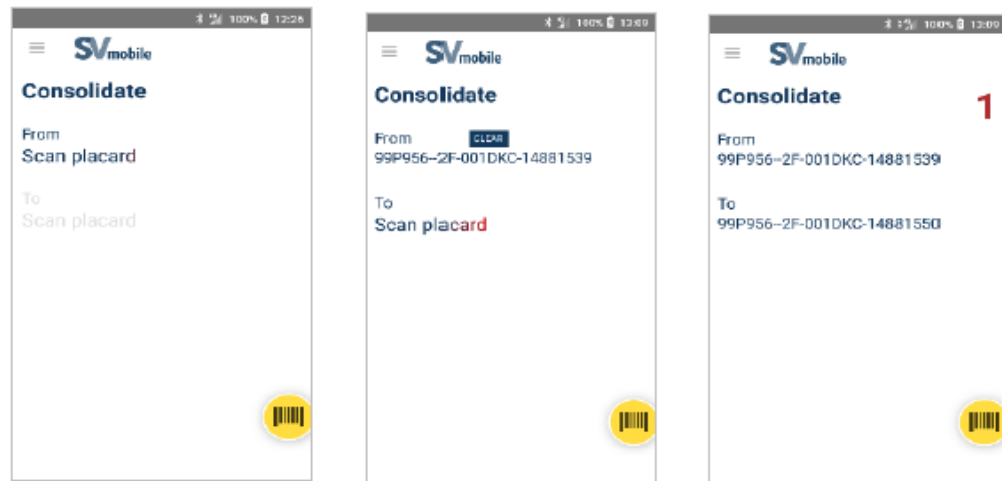 100% 12:26
SVmobile
Consolidate
From
Scan placard
To
Scan placard
100% 12:09
SVmobile
Consolidate
From CLEAR
99P956--2F-001DKC-14881539
To
Scan placard
100% 12:09
SVmobile
Consolidate
1
From
99P956--2F-001DKC-14881539
To
99P956--2F-001DKC-14881550